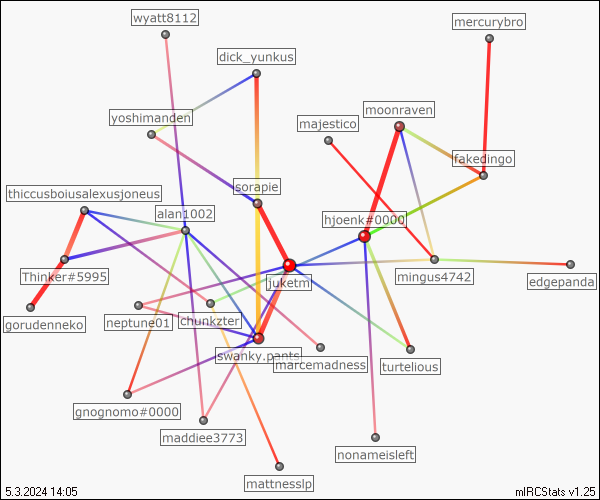 wyatt8112
mercurybro
dick_yunkus
moonraven
yoshimanden
majestico
fakedingo
thiccusboiusalexusjoneus
sorapie
alan1002
hjoenk#0000
Thinker#5995
juketm
mingus4742
edgepanda
gorudenneko
neptune01
chunkzter
swanky.pants
marcemadness
turtelious
gnognomo#0000
maddiee3773
nonameisleft
mattnesslp
5.3.2024 14:05
mIRCStats v1.25